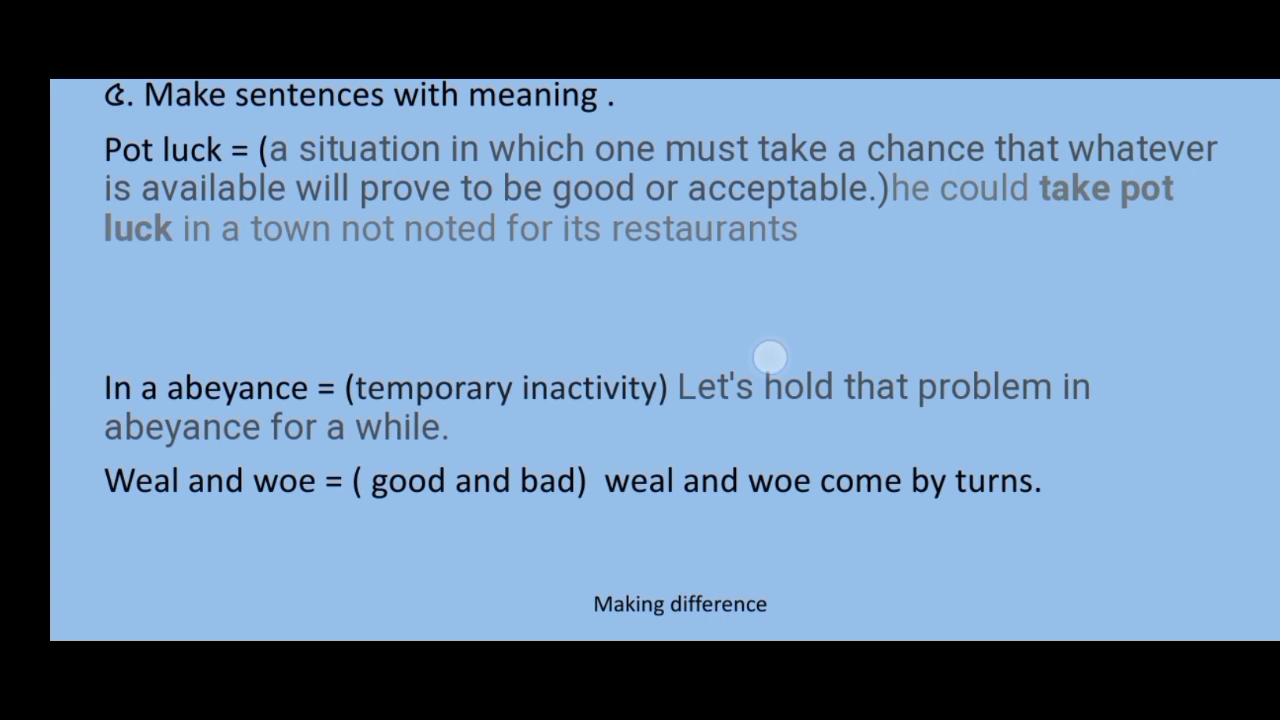 ৫. Make sentences with meaning .
Pot luck = (a situation in which one must take a chance that whatever
is available will prove to be good or acceptable.)he could take pot
luck in a town not noted for its restaurants
In a abeyance = (temporary inactivity) Let's hold that problem in
abeyance for a while.
Weal and woe = ( good and bad)  weal and woe come by turns.
Making difference